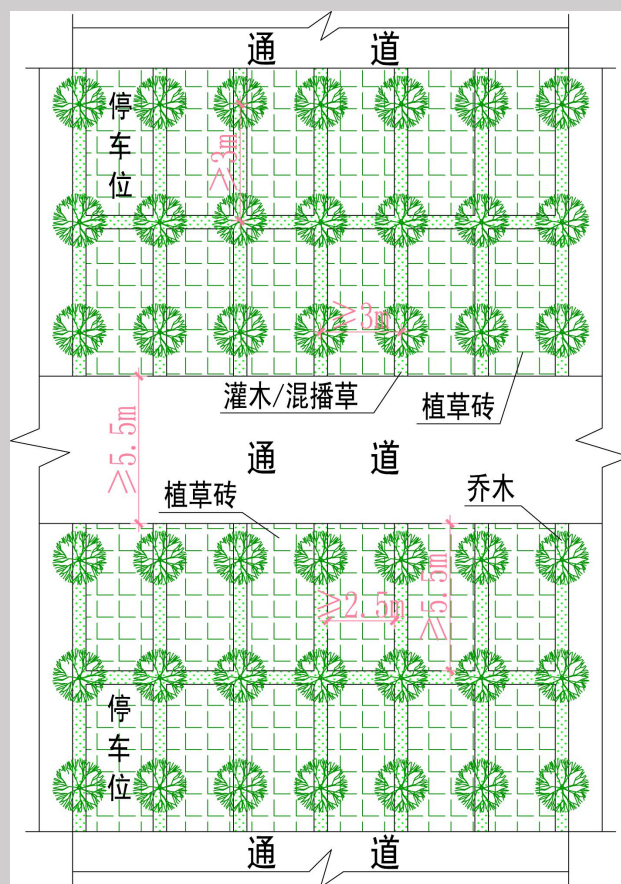 通 道
停车位
≥3m
≥3m
灌木/混播草
植草砖
≥5.5m
通 道
植草砖
乔木
≥2.5m
≥5.5m
停车位
通 道